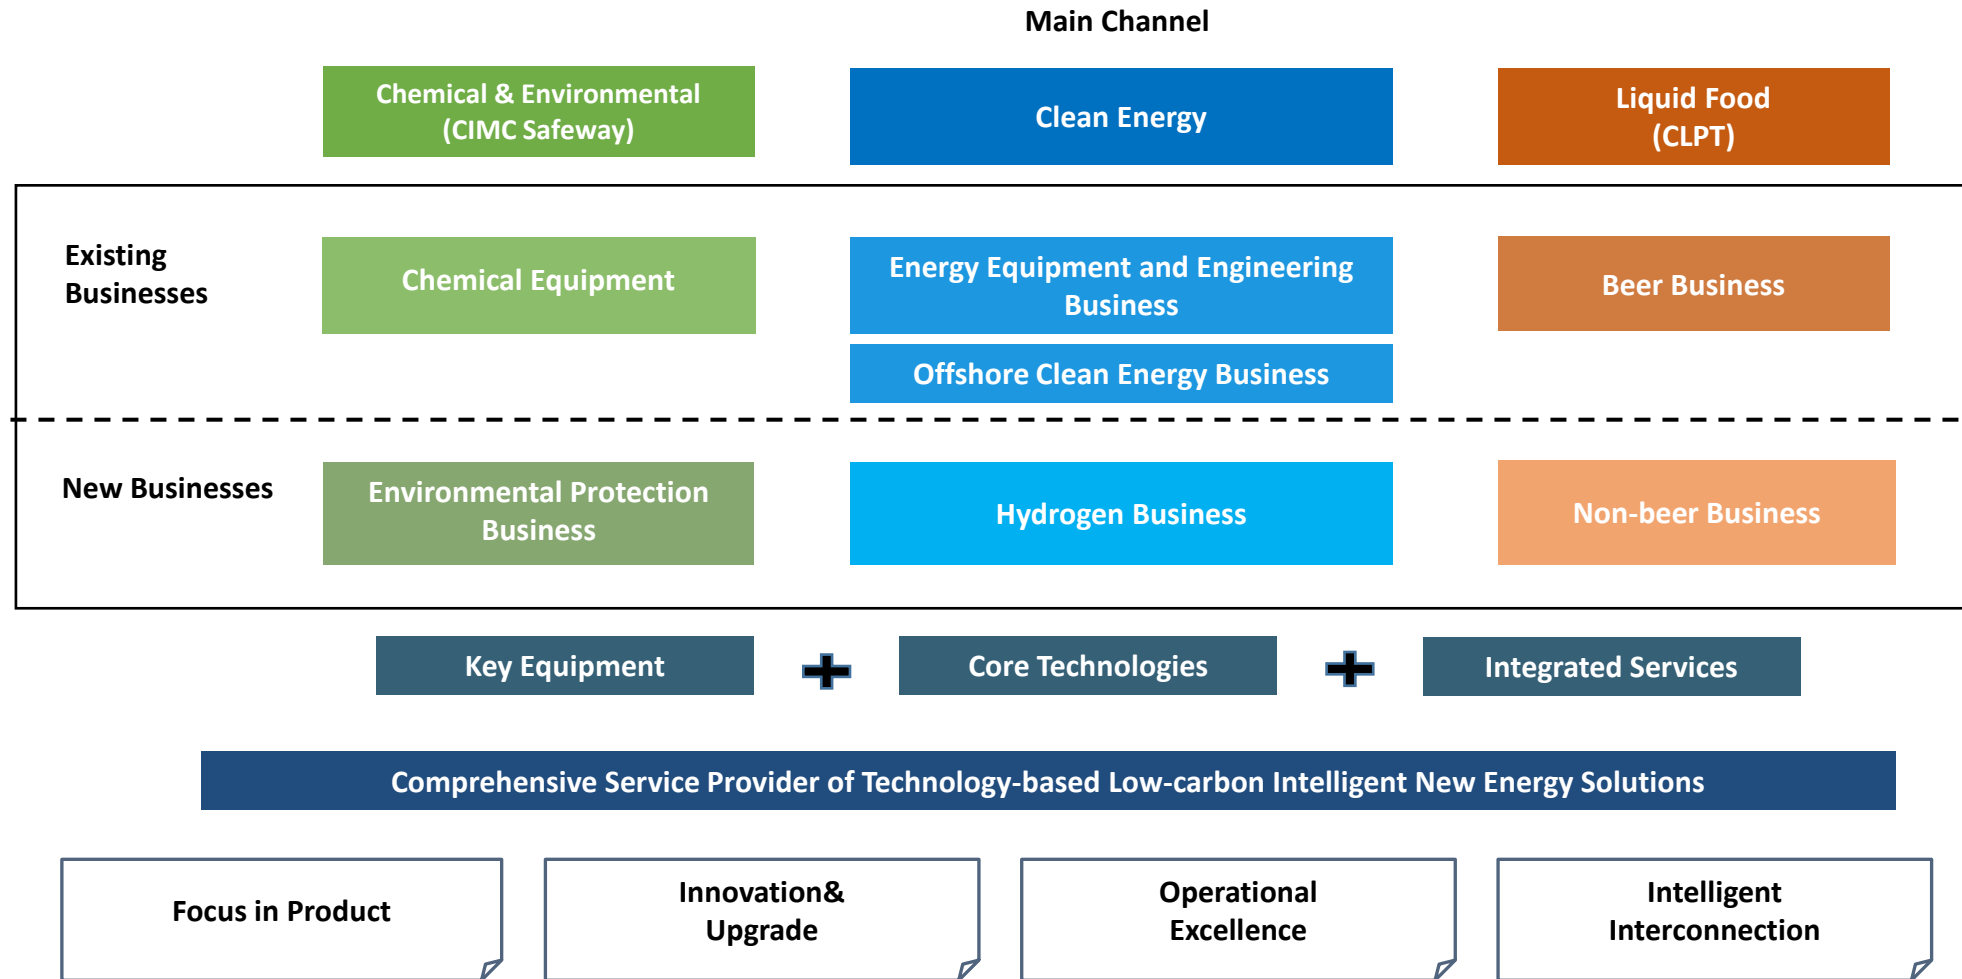 Main Channel
Chemical & Environmental
(CIMC Safeway)
Clean Energy
Liquid Food
(CLPT)
Existing
Businesses
Chemical Equipment
Energy Equipment and Engineering
Business
Beer Business
Offshore Clean Energy Business
New Businesses
Environmental Protection
Business
Hydrogen Business
Non-beer Business
Key Equipment
Core Technologies
Integrated Services
Comprehensive Service Provider of Technology-based Low-carbon Intelligent New Energy Solutions
Focus in Product
Innovation&
Upgrade
Operational
Excellence
Intelligent
Interconnection